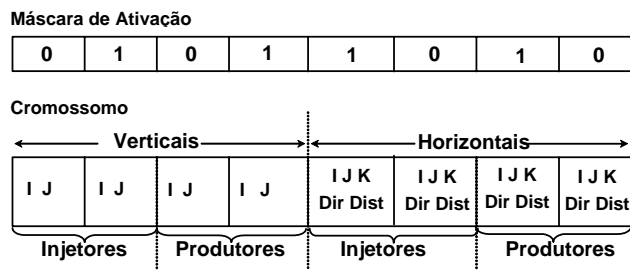 Máscara de Ativação
0 1 0 1 1 0 1 0
Cromossomo
Verticais Horizontais
I J I J I J I J I J K I J K I J K I J K
Dir Dist Dir Dist Dir Dist Dir Dist
Injetores Produtores Injetores Produtores